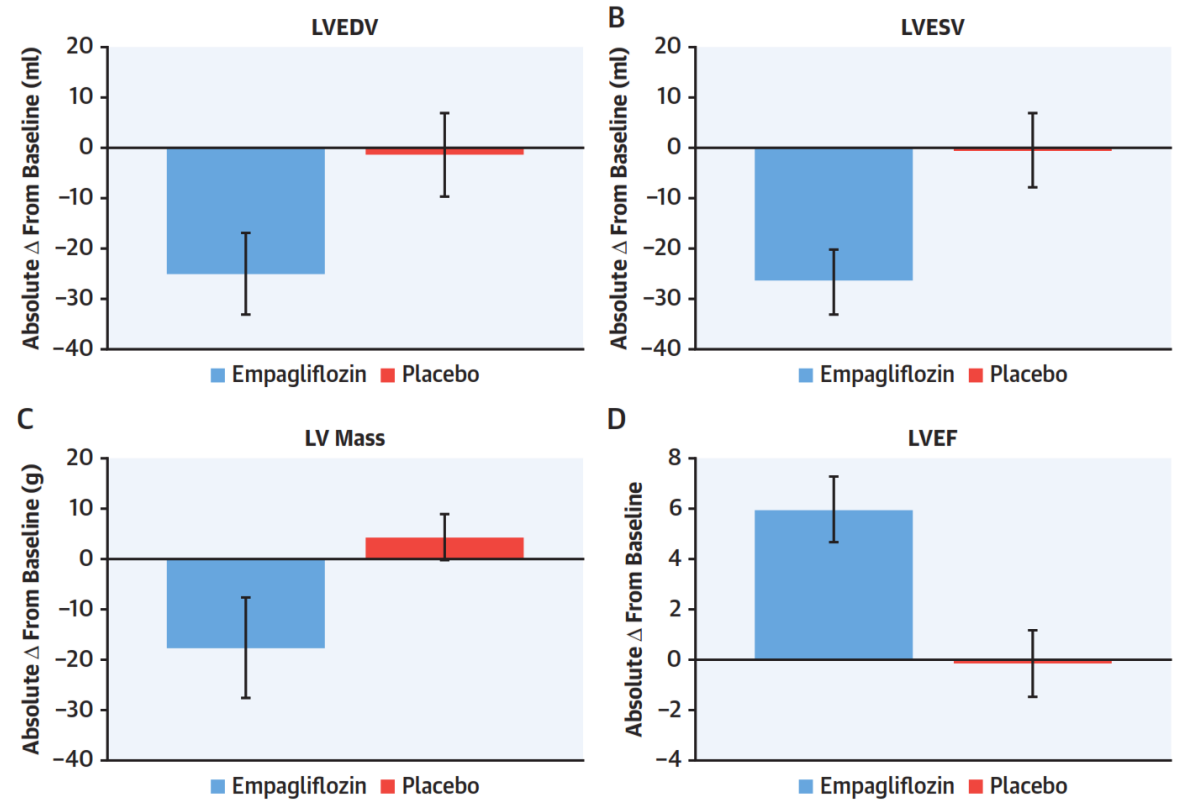 LVEDV
Absolute Δ From Baseline (ml)
20
10
0
−10
−20
−30
−40
Empagliflozin Placebo
B
LVESV
Absolute Δ From Baseline (ml)
20
10
0
−10
−20
−30
−40
Empagliflozin Placebo
C
LV Mass
Absolute Δ From Baseline (g)
20
10
0
−10
−20
−30
−40
Empagliflozin Placebo
D
LVEF
Absolute Δ From Baseline
8
6
4
2
0
−2
−4
Empagliflozin Placebo